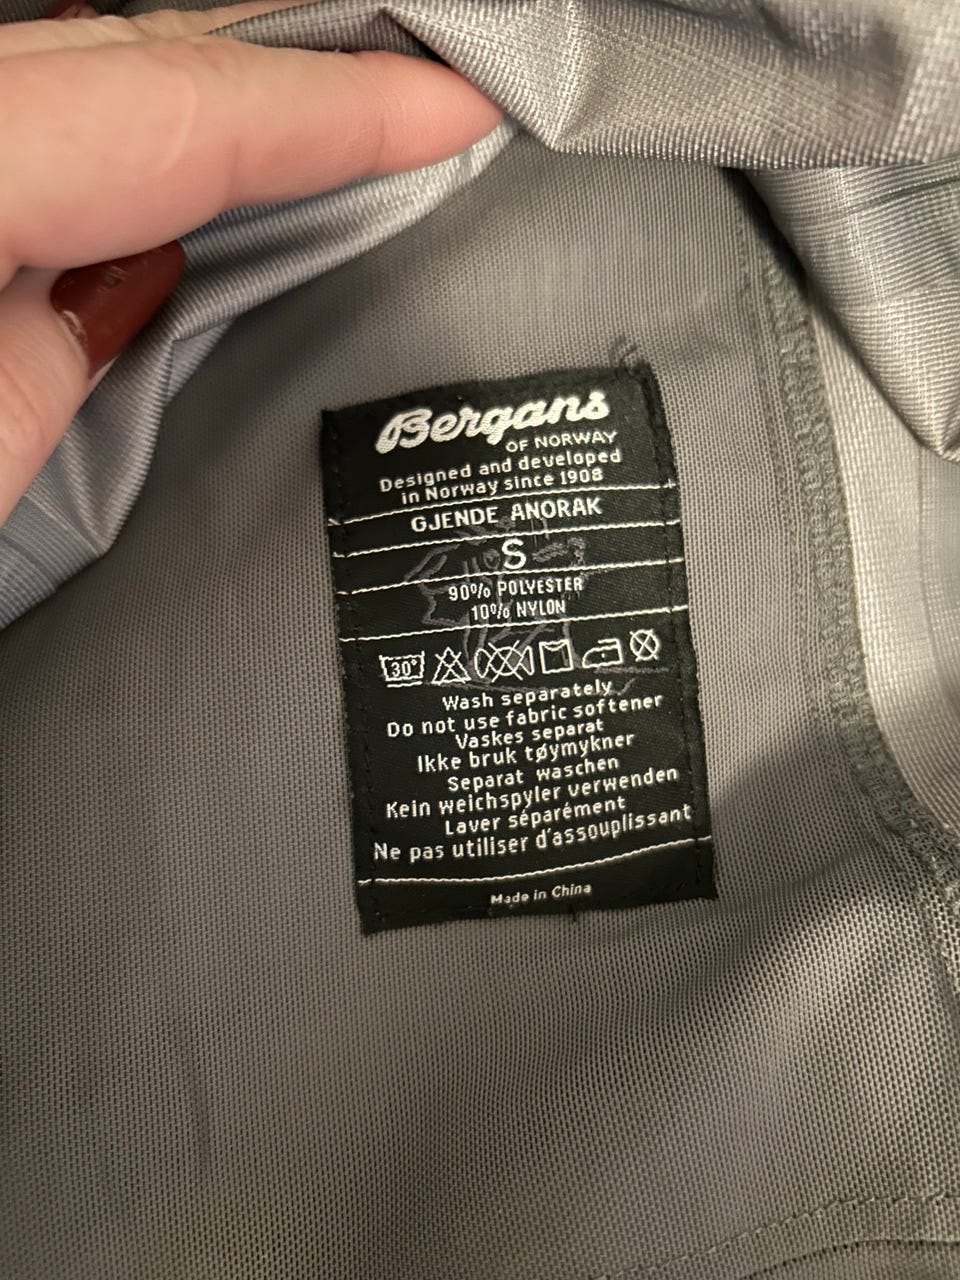 Bergans
OF NORWAY
Designed and developed
in Norway since 1908
GJENDE ANORAK
S
90% POLYESTER
10% NYLON
30°
Wash separately
Do not use fabric softener
Vaskes separat
Ikke bruk tøymykner
Separat waschen
Kein weichspyler verwenden
Laver séparément
Ne pas utiliser d'assouplissant
Made in China